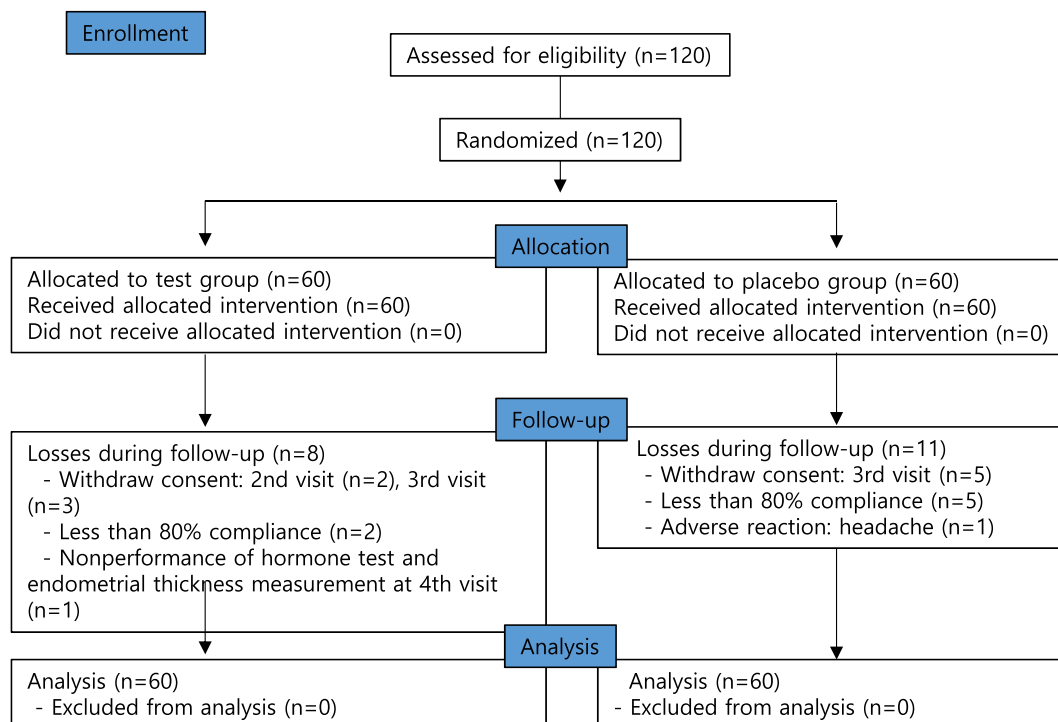 Enrollment
Assessed for eligibility (n=120)
Randomized (n=120)
Allocation
Allocated to test group (n=60)
Received allocated intervention (n=60)
Did not receive allocated intervention (n=0)
Allocated to placebo group (n=60)
Received allocated intervention (n=60)
Did not receive allocated intervention (n=0)
Follow-up
Losses during follow-up (n=8)
- Withdraw consent: 2nd visit (n=2), 3rd visit
(n=3)
- Less than 80% compliance (n=2)
- Nonperformance of hormone test and
endometrial thickness measurement at 4th visit
(n=1)
Losses during follow-up (n=11)
- Withdraw consent: 3rd visit (n=5)
- Less than 80% compliance (n=5)
- Adverse reaction: headache (n=1)
Analysis
Analysis (n=60)
- Excluded from analysis (n=0)
Analysis (n=60)
- Excluded from analysis (n=0)